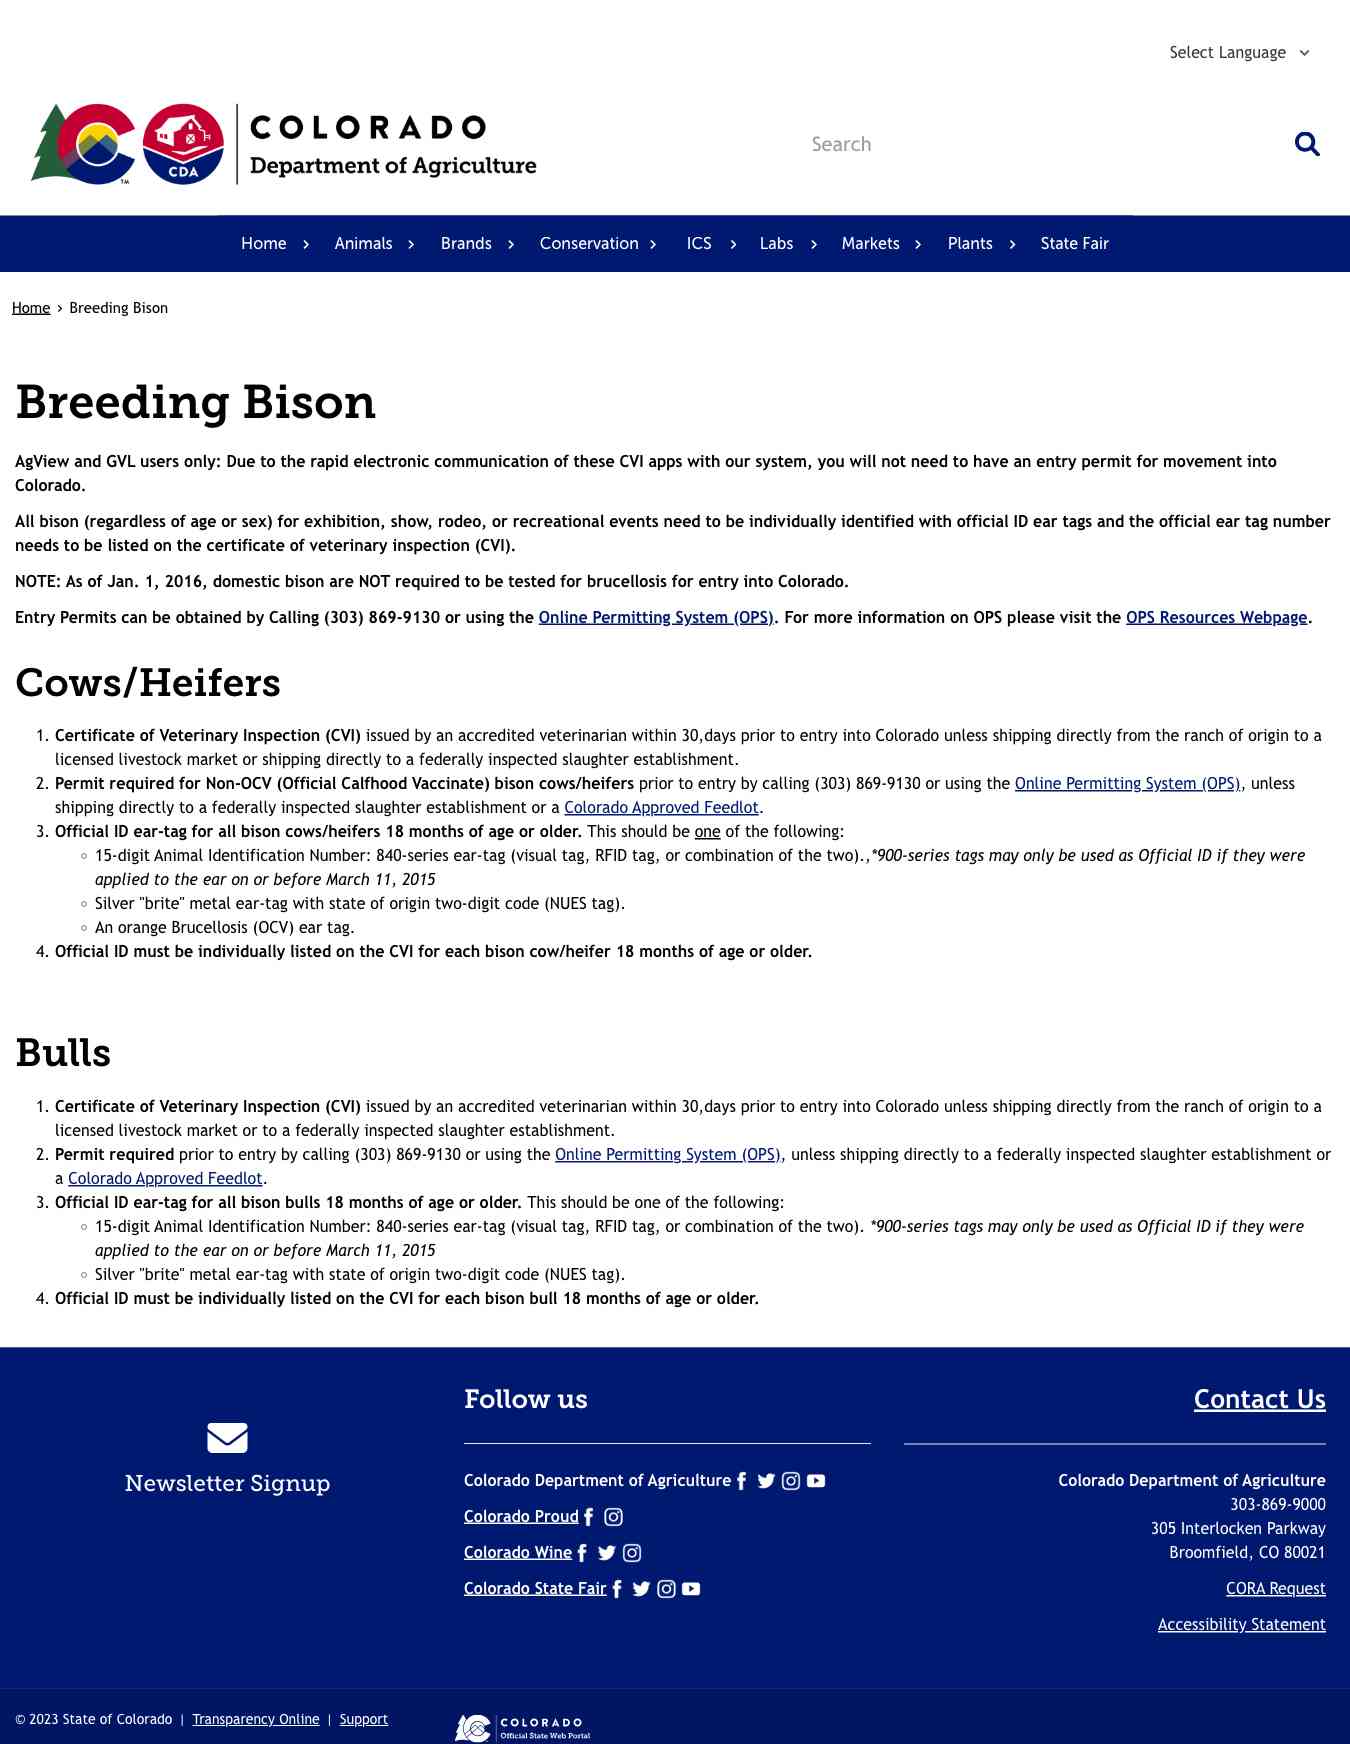 Select Language
COLORADO
Department of Agriculture
CDA
TM
Search
Home Animals Brands Conservation ICS Labs Markets Plants State Fair
Home › Breeding Bison
Breeding Bison
AgView and GVL users only: Due to the rapid electronic communication of these CVI apps with our system, you will not need to have an entry permit for movement into
Colorado.
All bison (regardless of age or sex) for exhibition, show, rodeo, or recreational events need to be individually identified with official ID ear tags and the official ear tag number
needs to be listed on the certificate of veterinary inspection (CVI).
NOTE: As of Jan. 1, 2016, domestic bison are NOT required to be tested for brucellosis for entry into Colorado.
Entry Permits can be obtained by Calling (303) 869-9130 or using the Online Permitting System (OPS). For more information on OPS please visit the OPS Resources Webpage.
Cows/Heifers
1. Certificate of Veterinary Inspection (CVI) issued by an accredited veterinarian within 30,days prior to entry into Colorado unless shipping directly from the ranch of origin to a
licensed livestock market or shipping directly to a federally inspected slaughter establishment.
2. Permit required for Non-OCV (Official Calfhood Vaccinate) bison cows/heifers prior to entry by calling (303) 869-9130 or using the Online Permitting System (OPS), unless
shipping directly to a federally inspected slaughter establishment or a Colorado Approved Feedlot.
3. Official ID ear-tag for all bison cows/heifers 18 months of age or older. This should be one of the following:
◦ 15-digit Animal Identification Number: 840-series ear-tag (visual tag, RFID tag, or combination of the two).,*900-series tags may only be used as Official ID if they were
applied to the ear on or before March 11, 2015
◦ Silver "brite" metal ear-tag with state of origin two-digit code (NUES tag).
◦ An orange Brucellosis (OCV) ear tag.
4. Official ID must be individually listed on the CVI for each bison cow/heifer 18 months of age or older.
Bulls
1. Certificate of Veterinary Inspection (CVI) issued by an accredited veterinarian within 30,days prior to entry into Colorado unless shipping directly from the ranch of origin to a
licensed livestock market or to a federally inspected slaughter establishment.
2. Permit required prior to entry by calling (303) 869-9130 or using the Online Permitting System (OPS), unless shipping directly to a federally inspected slaughter establishment or
a Colorado Approved Feedlot.
3. Official ID ear-tag for all bison bulls 18 months of age or older. This should be one of the following:
◦ 15-digit Animal Identification Number: 840-series ear-tag (visual tag, RFID tag, or combination of the two). *900-series tags may only be used as Official ID if they were
applied to the ear on or before March 11, 2015
◦ Silver "brite" metal ear-tag with state of origin two-digit code (NUES tag).
4. Official ID must be individually listed on the CVI for each bison bull 18 months of age or older.
Newsletter Signup
Follow us
Colorado Department of Agriculture
Colorado Proud
Colorado Wine
Colorado State Fair
Contact Us
Colorado Department of Agriculture
303-869-9000
305 Interlocken Parkway
Broomfield, CO 80021
CORA Request
Accessibility Statement
© 2023 State of Colorado | Transparency Online | Support
COLORADO
Official State Web Portal